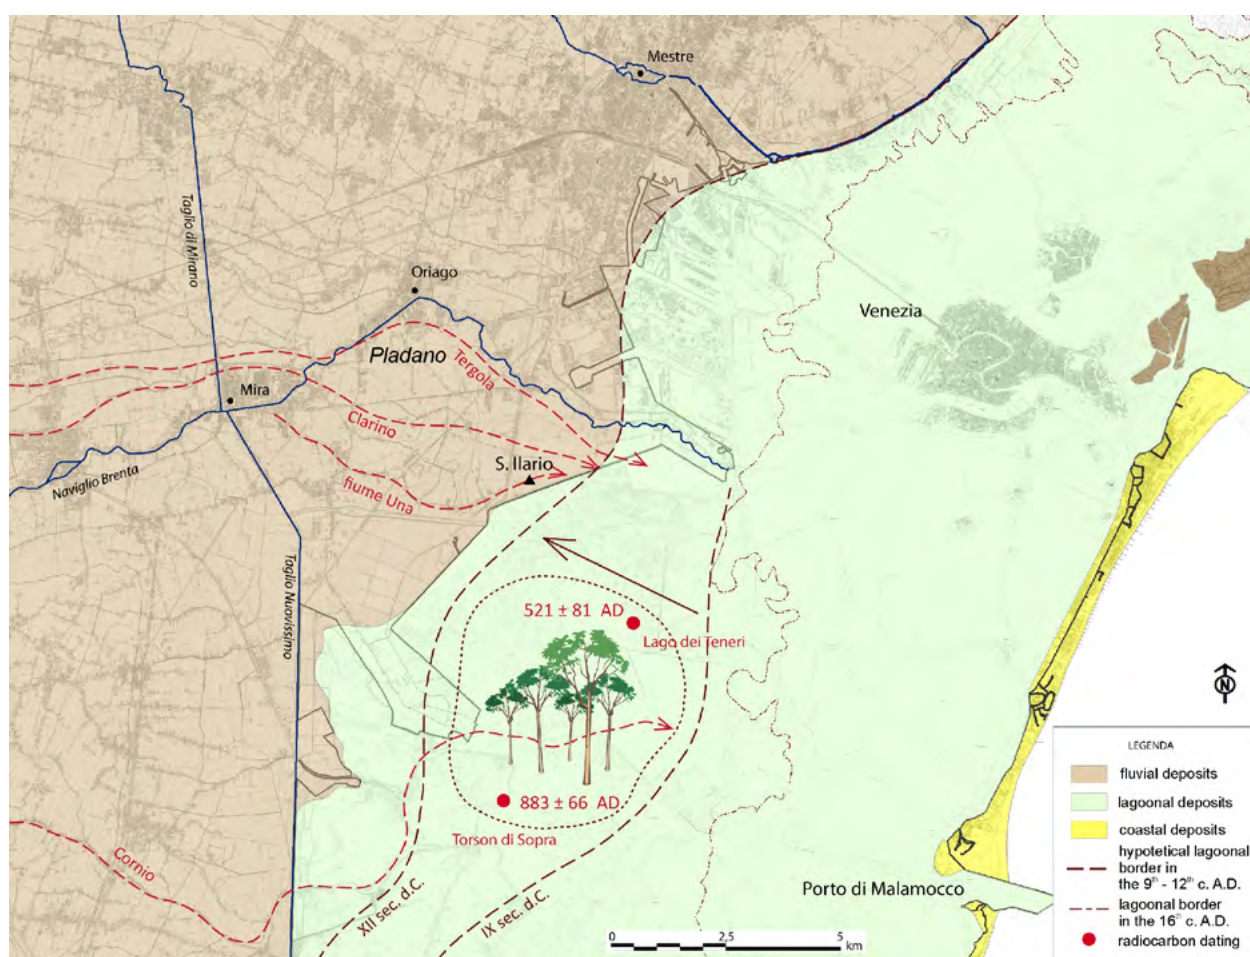 Mestre
Taglio di Mirano
Oriago
Venezia
Pladano
Tergola
Mira
Clarino
S. Ilario
Naviglio Brenta
fiume Una
Taglio Nuovissimo
521 ± 81 AD
Lago dei Teneri
N
LEGENDA
fluvial deposits
lagoonal deposits
coastal deposits
hypotetical lagoonal
border in
the 9th - 12th c. A.D.
lagoonal border
in the 16th c. A.D.
radiocarbon dating
883 ± 66 AD
Torson di Sopra
Cornio
Porto di Malamocco
XII sec. d.C.
IX sec. d.C.
0 2,5 5
km